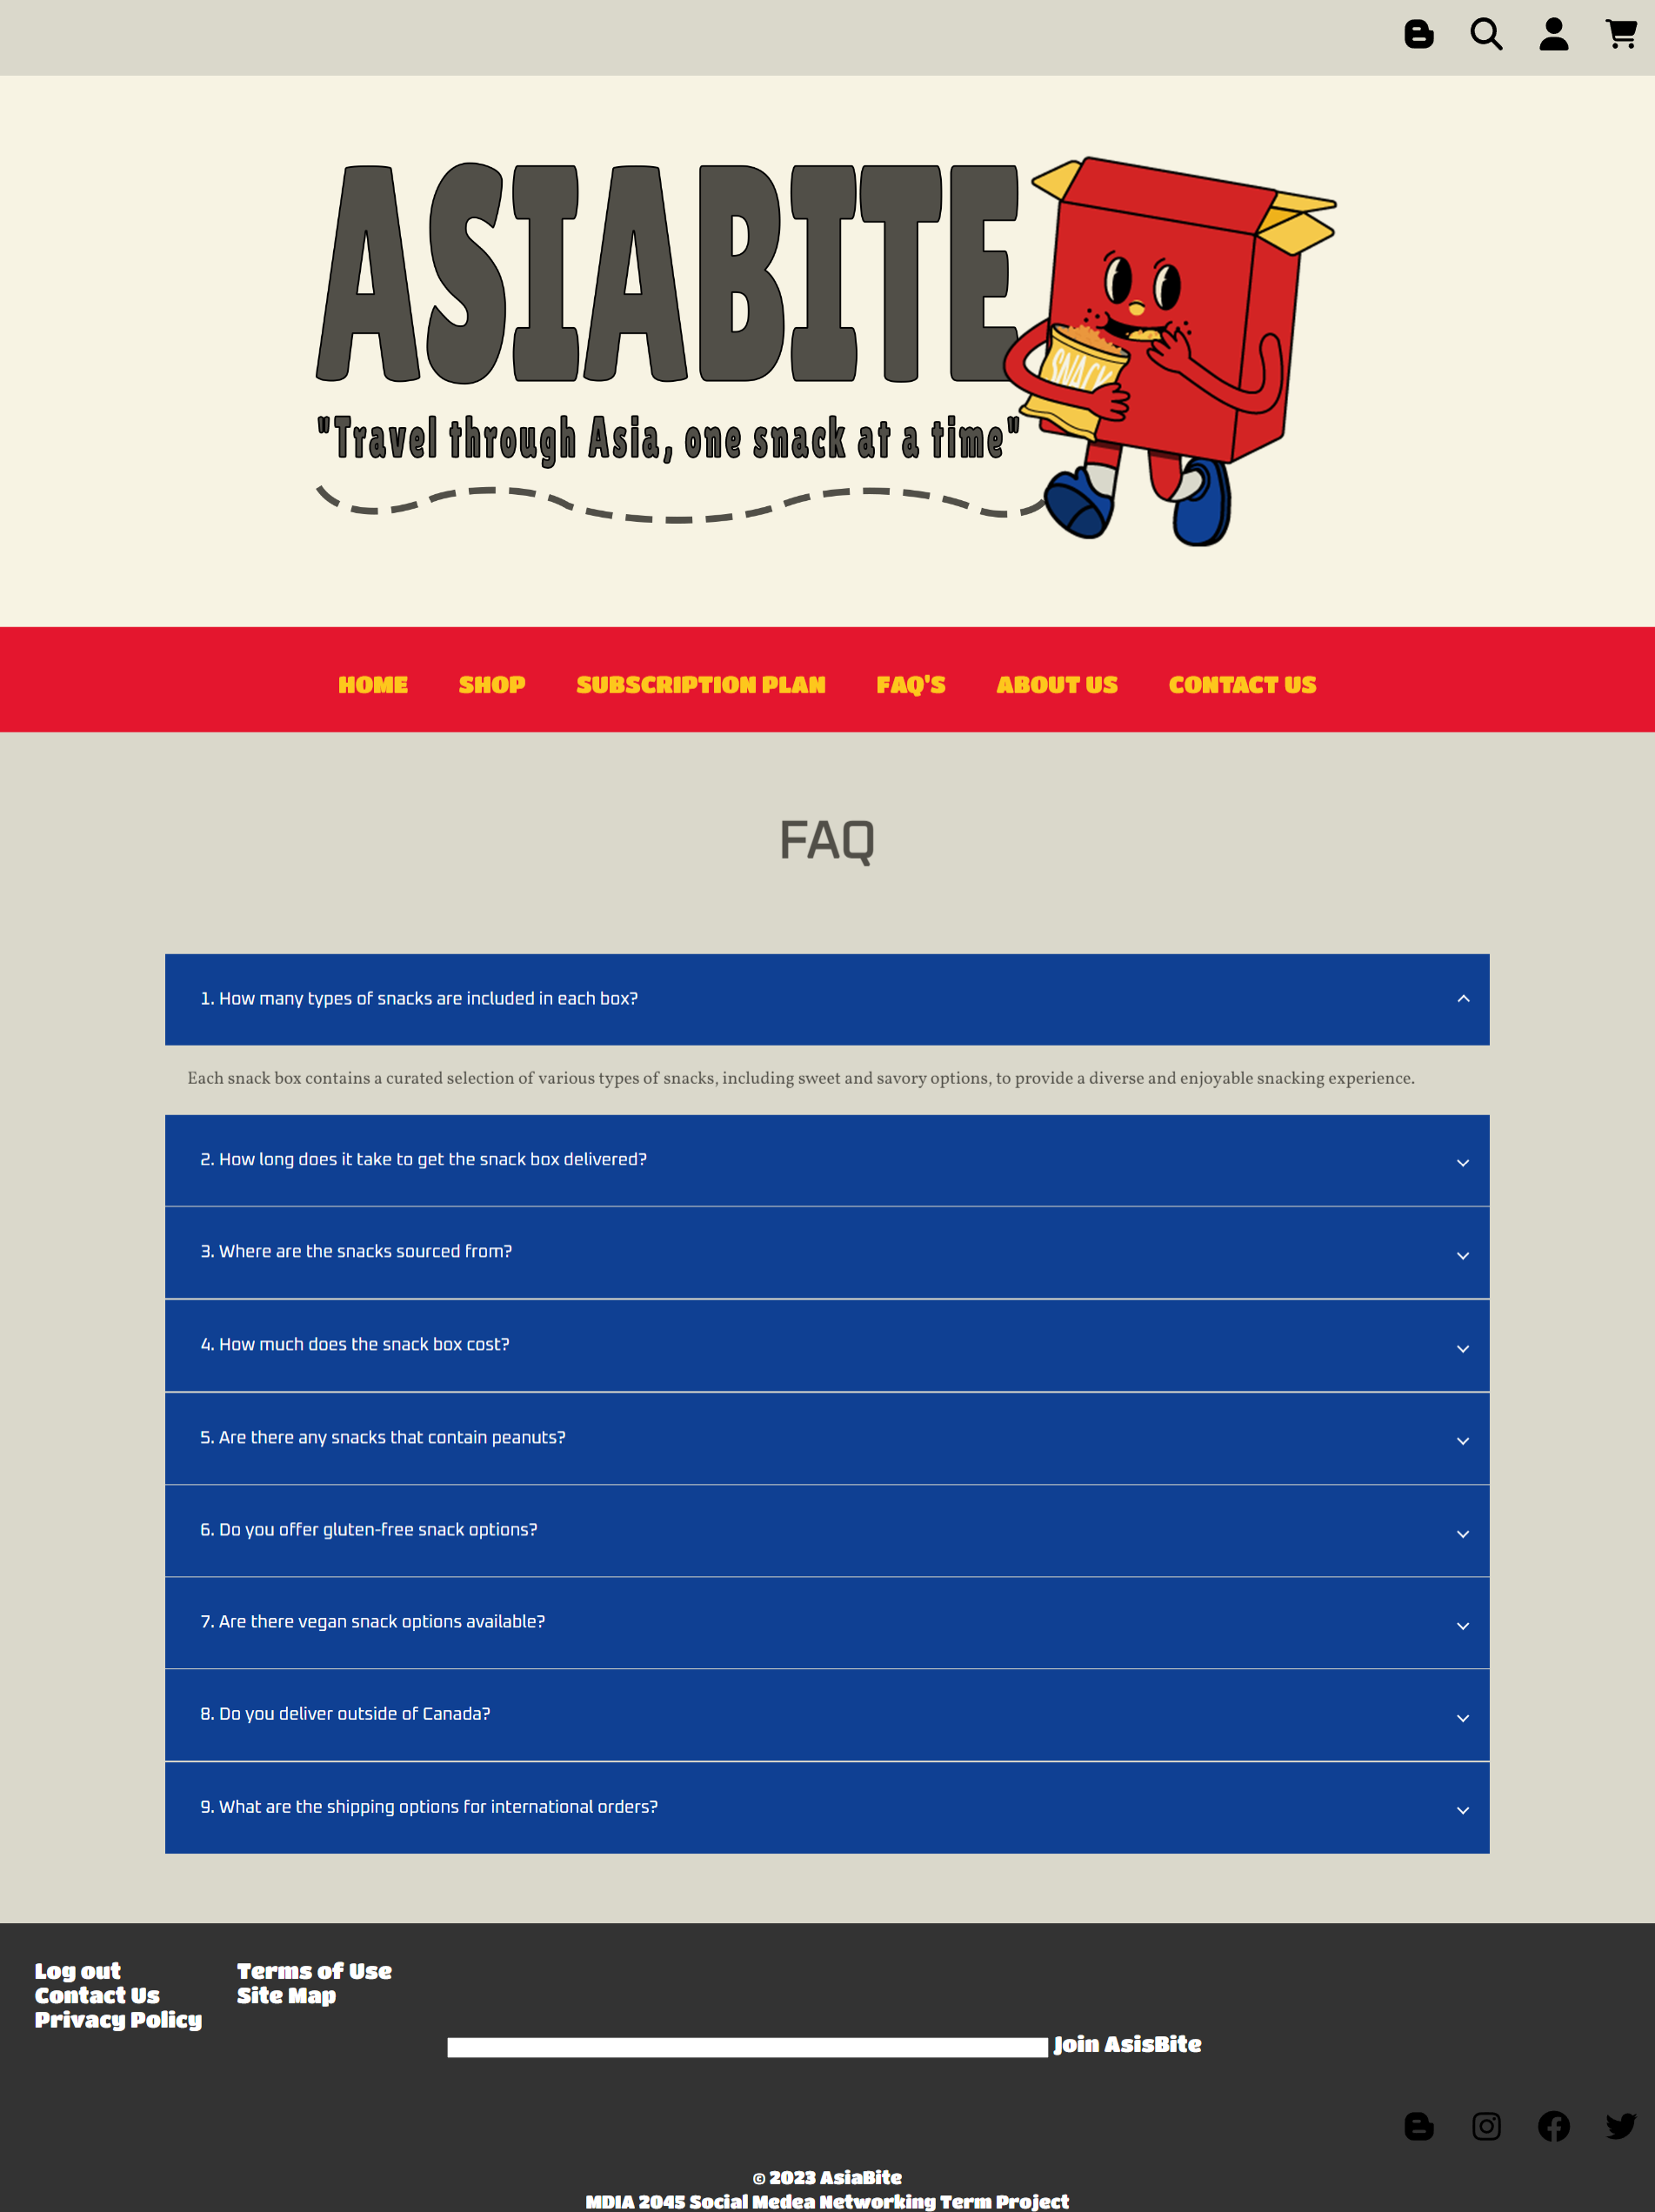 ASIABITE
SNACK
"Travel through Asia, one snack at a time"
HOME SHOP SUBSCRIPTION PLAN FAQ'S ABOUT US CONTACT US
FAQ
1. How many types of snacks are included in each box?
Each snack box contains a curated selection of various types of snacks, including sweet and savory options, to provide a diverse and enjoyable snacking experience.
2. How long does it take to get the snack box delivered?
3. Where are the snacks sourced from?
4. How much does the snack box cost?
5. Are there any snacks that contain peanuts?
6. Do you offer gluten-free snack options?
7. Are there vegan snack options available?
8. Do you deliver outside of Canada?
9. What are the shipping options for international orders?
Log out
Contact Us
Privacy Policy
Terms of Use
Site Map
Join AsisBite
© 2023 AsiaBite
MDIA 2045 Social Medea Networking Term Project